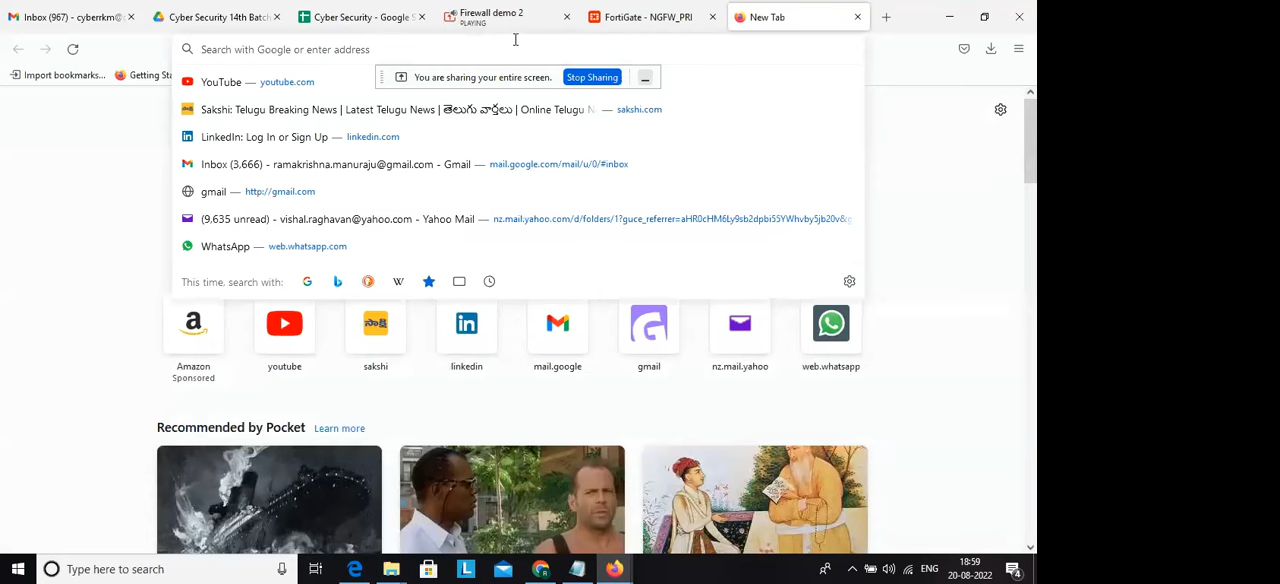 Inbox (967) - cyberrkm@
Cyber Security 14th Batch
Cyber Security - Google S
Firewall demo 2
PLAYING
FortiGate - NGFW_PRI
New Tab
Search with Google or enter address
Import bookmarks...
Getting Sta
You are sharing your entire screen.
Stop Sharing
YouTube — youtube.com
Sakshi: Telugu Breaking News | Latest Telugu News | తెలుగు వార్తలు | Online Telugu N — sakshi.com
LinkedIn: Log In or Sign Up — linkedin.com
Inbox (3,666) - ramakrishna.manuraju@gmail.com - Gmail — mail.google.com/mail/u/0/#inbox
gmail — http://gmail.com
(9,635 unread) - vishal.raghavan@yahoo.com - Yahoo Mail — nz.mail.yahoo.com/d/folders/1?guce_referrer=aHR0cHM6Ly9sb2dpbi55YWhvby5jb20v&
WhatsApp — web.whatsapp.com
This time, search with:
Amazon
Sponsored
youtube
sakshi
linkedin
mail.google
gmail
nz.mail.yahoo
web.whatsapp
Recommended by Pocket Learn more
Type here to search
ENG
18:59
20-08-2022
4